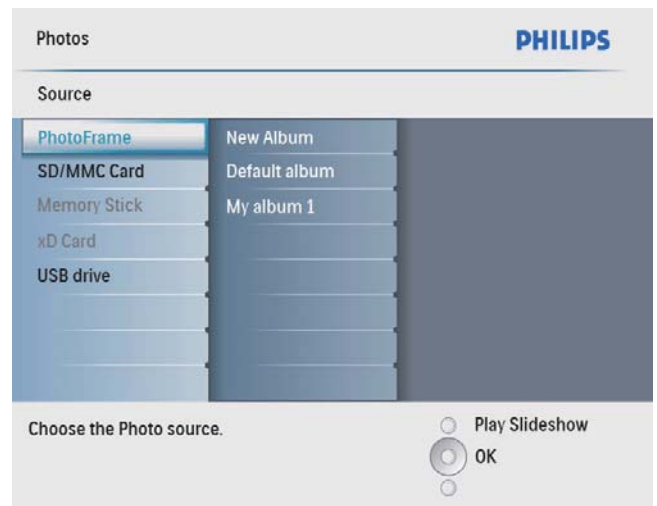 Photos
PHILIPS
Source
PhotoFrame
New Album
SD/MMC Card
Default album
Memory Stick
My album 1
xD Card
USB drive
Choose the Photo source.
Play Slideshow
OK